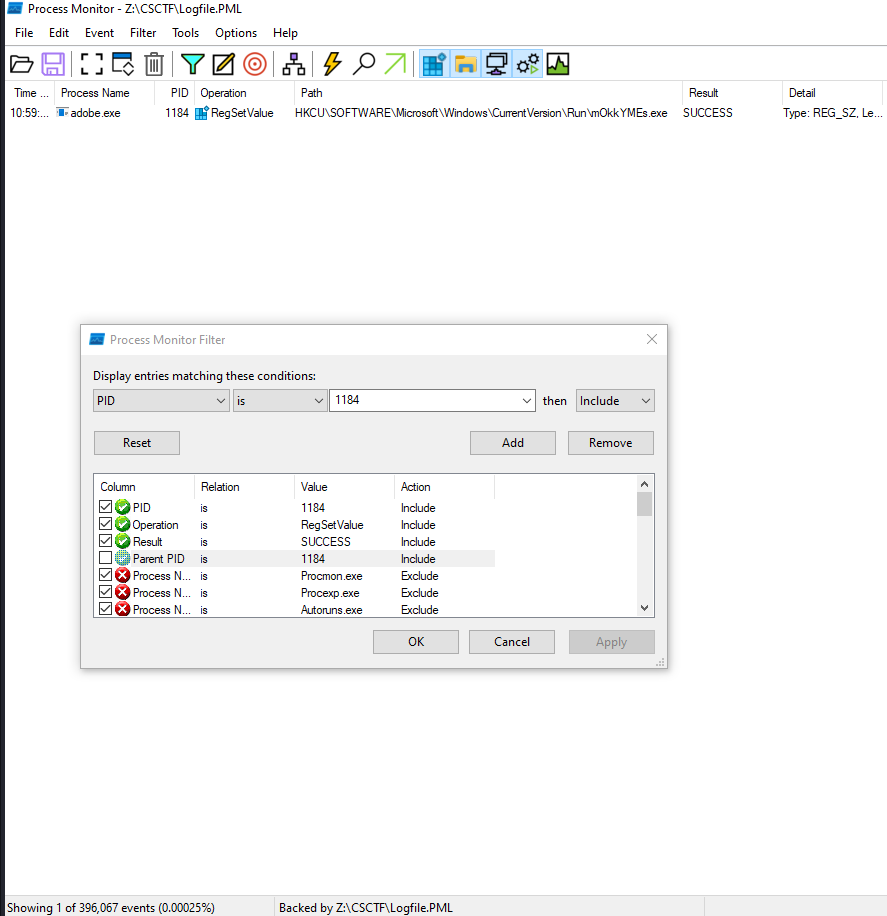 Process Monitor - Z:\CSCTF\Logfile.PML
File Edit Event Filter Tools Options Help
Time ... Process Name PID Operation Path Result Detail
10:59:... adobe.exe 1184 RegSetValue HKCU\SOFTWARE\Microsoft\Windows\CurrentVersion\Run\mOkkYMEs.exe SUCCESS Type: REG_SZ, Le...
Process Monitor Filter
Display entries matching these conditions:
PID is 1184 then Include
Reset Add Remove
Column Relation Value Action
PID is 1184 Include
Operation is RegSetValue Include
Result is SUCCESS Include
Parent PID is 1184 Include
Process N... is Procmon.exe Exclude
Process N... is Procexp.exe Exclude
Process N... is Autoruns.exe Exclude
OK Cancel Apply
Showing 1 of 396,067 events (0.00025%) Backed by Z:\CSCTF\Logfile.PML